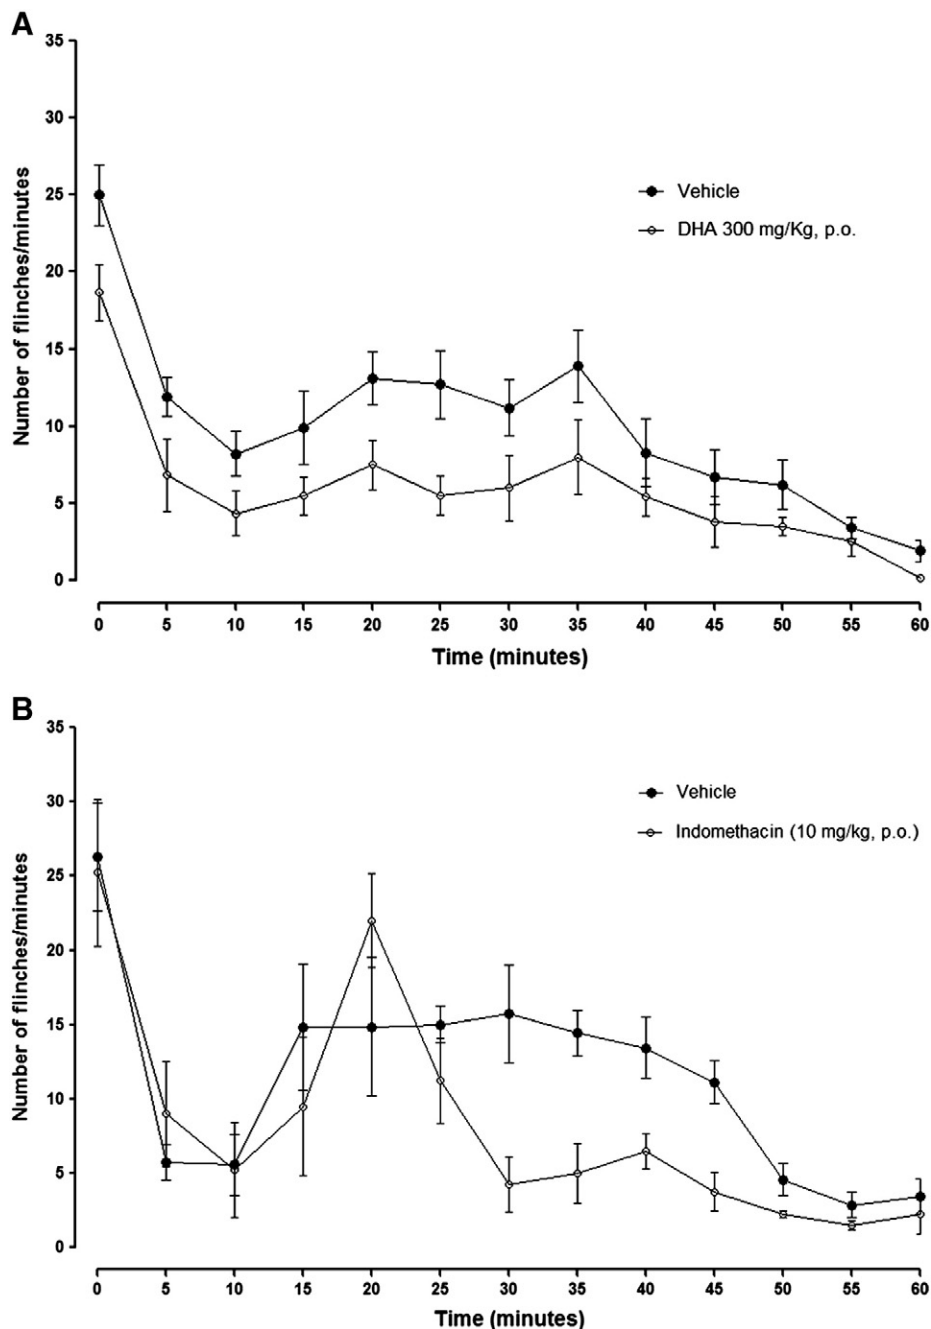 A
35
30
25
20
15
10
5
0
Number of flinches/minutes
Vehicle
DHA 300 mg/Kg, p.o.
0 5 10 15 20 25 30 35 40 45 50 55 60
Time (minutes)
B
35
30
25
20
15
10
5
0
Number of flinches/minutes
Vehicle
Indomethacin (10 mg/kg, p.o.)
0 5 10 15 20 25 30 35 40 45 50 55 60
Time (minutes)